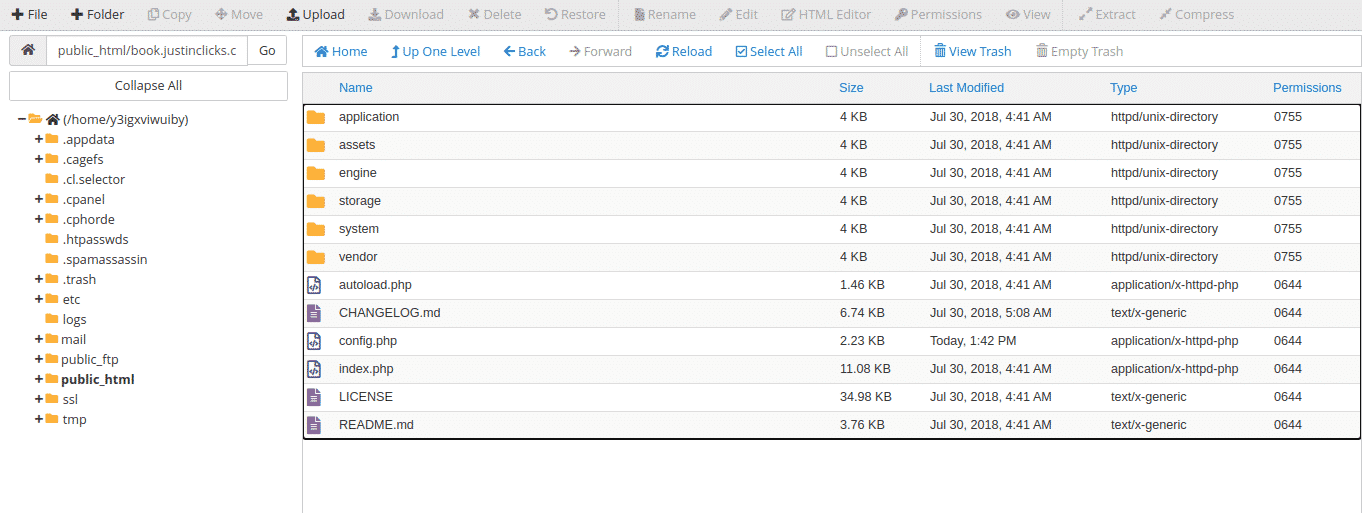 File Folder Copy Move Upload Download Delete Restore Rename Edit HTML Editor Permissions View Extract Compress
public_html/book.justinclicks.c Go Home Up One Level Back Forward Reload Select All Unselect All View Trash Empty Trash
Collapse All
Name Size Last Modified Type Permissions
(/home/y3igxviwuiby)
.appdata
.cagefs
.cl.selector
.cpanel
.cphorde
.htpasswds
.spamassassin
.trash
etc
logs
mail
public_ftp
public_html
ssl
tmp
application 4 KB Jul 30, 2018, 4:41 AM httpd/unix-directory 0755
assets 4 KB Jul 30, 2018, 4:41 AM httpd/unix-directory 0755
engine 4 KB Jul 30, 2018, 4:41 AM httpd/unix-directory 0755
storage 4 KB Jul 30, 2018, 4:41 AM httpd/unix-directory 0755
system 4 KB Jul 30, 2018, 4:41 AM httpd/unix-directory 0755
vendor 4 KB Jul 30, 2018, 4:41 AM httpd/unix-directory 0755
autoload.php 1.46 KB Jul 30, 2018, 4:41 AM application/x-httpd-php 0644
CHANGELOG.md 6.74 KB Jul 30, 2018, 5:08 AM text/x-generic 0644
config.php 2.23 KB Today, 1:42 PM application/x-httpd-php 0644
index.php 11.08 KB Jul 30, 2018, 4:41 AM application/x-httpd-php 0644
LICENSE 34.98 KB Jul 30, 2018, 4:41 AM text/x-generic 0644
README.md 3.76 KB Jul 30, 2018, 4:41 AM text/x-generic 0644